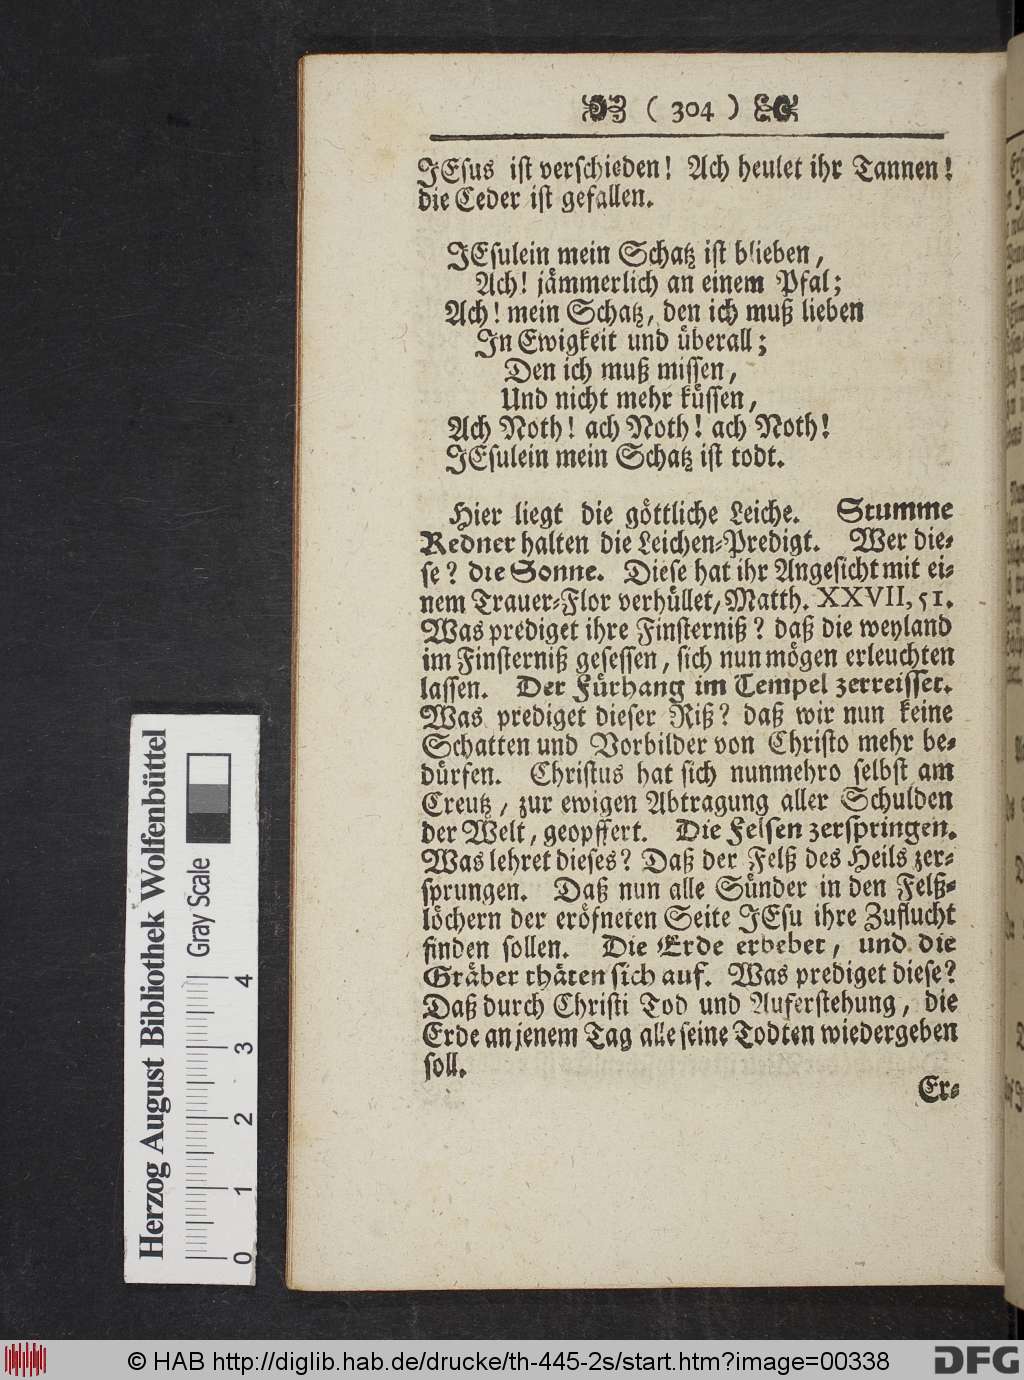 ( 304 )
JEsus ist verschieden! Ach heulet ihr Tannen!
die Ceder ist gefallen.
JEsulein mein Schatz ist blieben,
Ach! jämmerlich an einem Pfal;
Ach! mein Schatz, den ich muß lieben
In Ewigkeit und überall;
Den ich muß missen,
Und nicht mehr küssen,
Ach Noth! ach Noth! ach Noth!
JEsulein mein Schatz ist todt.
Hier liegt die göttliche Leiche. Stumme
Redner halten die Leichen-Predigt. Wer die-
se? die Sonne. Diese hat ihr Angesicht mit ei-
nem Trauer-Flor verhüllet, Matth. XXVII, 51.
Was prediget ihre Finsterniß? daß die weyland
im Finsterniß gesessen, sich nun mögen erleuchten
lassen. Der Fürhang im Tempel zerreisset.
Was prediget dieser Riß? daß wir nun keine
Schatten und Vorbilder von Christo mehr be-
dürfen. Christus hat sich nunmehro selbst am
Creutz, zur ewigen Abtragung aller Schulden
der Welt, geopffert. Die Felsen zerspringen.
Was lehret dieses? Daß der Felß des Heils zer-
sprungen. Daß nun alle Sünder in den Felß-
löchern der eröfneten Seite JEsu ihre Zuflucht
finden sollen. Die Erde erbebet, und die
Gräber thäten sich auf. Was prediget diese?
Daß durch Christi Tod und Auferstehung, die
Erde an jenem Tag alle seine Todten wiedergeben
soll.
Er-
Herzog August Bibliothek Wolfenbüttel
Gray Scale
0 1 2 3 4
© HAB http://diglib.hab.de/drucke/th-445-2s/start.htm?image=00338
DFG